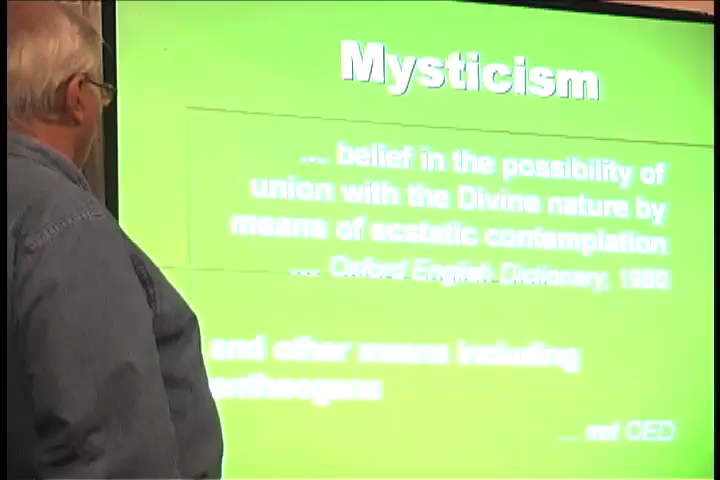 Mysticism
... belief in the possibility of
union with the Divine nature by
means of ecstatic contemplation
... Oxford English Dictionary, 1980
and other means including
entheogens
... not OED